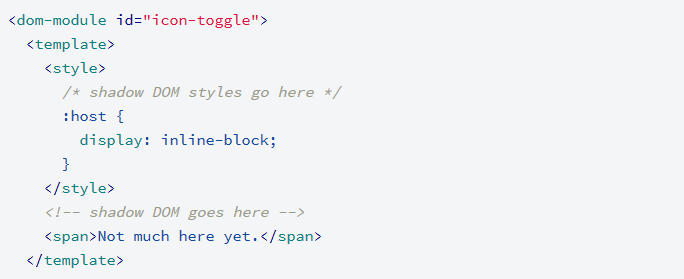 <dom-module id="icon-toggle">
  <template>
    <style>
      /* shadow DOM styles go here */
      :host {
        display: inline-block;
      }
    </style>
    <!-- shadow DOM goes here -->
    <span>Not much here yet.</span>
  </template>